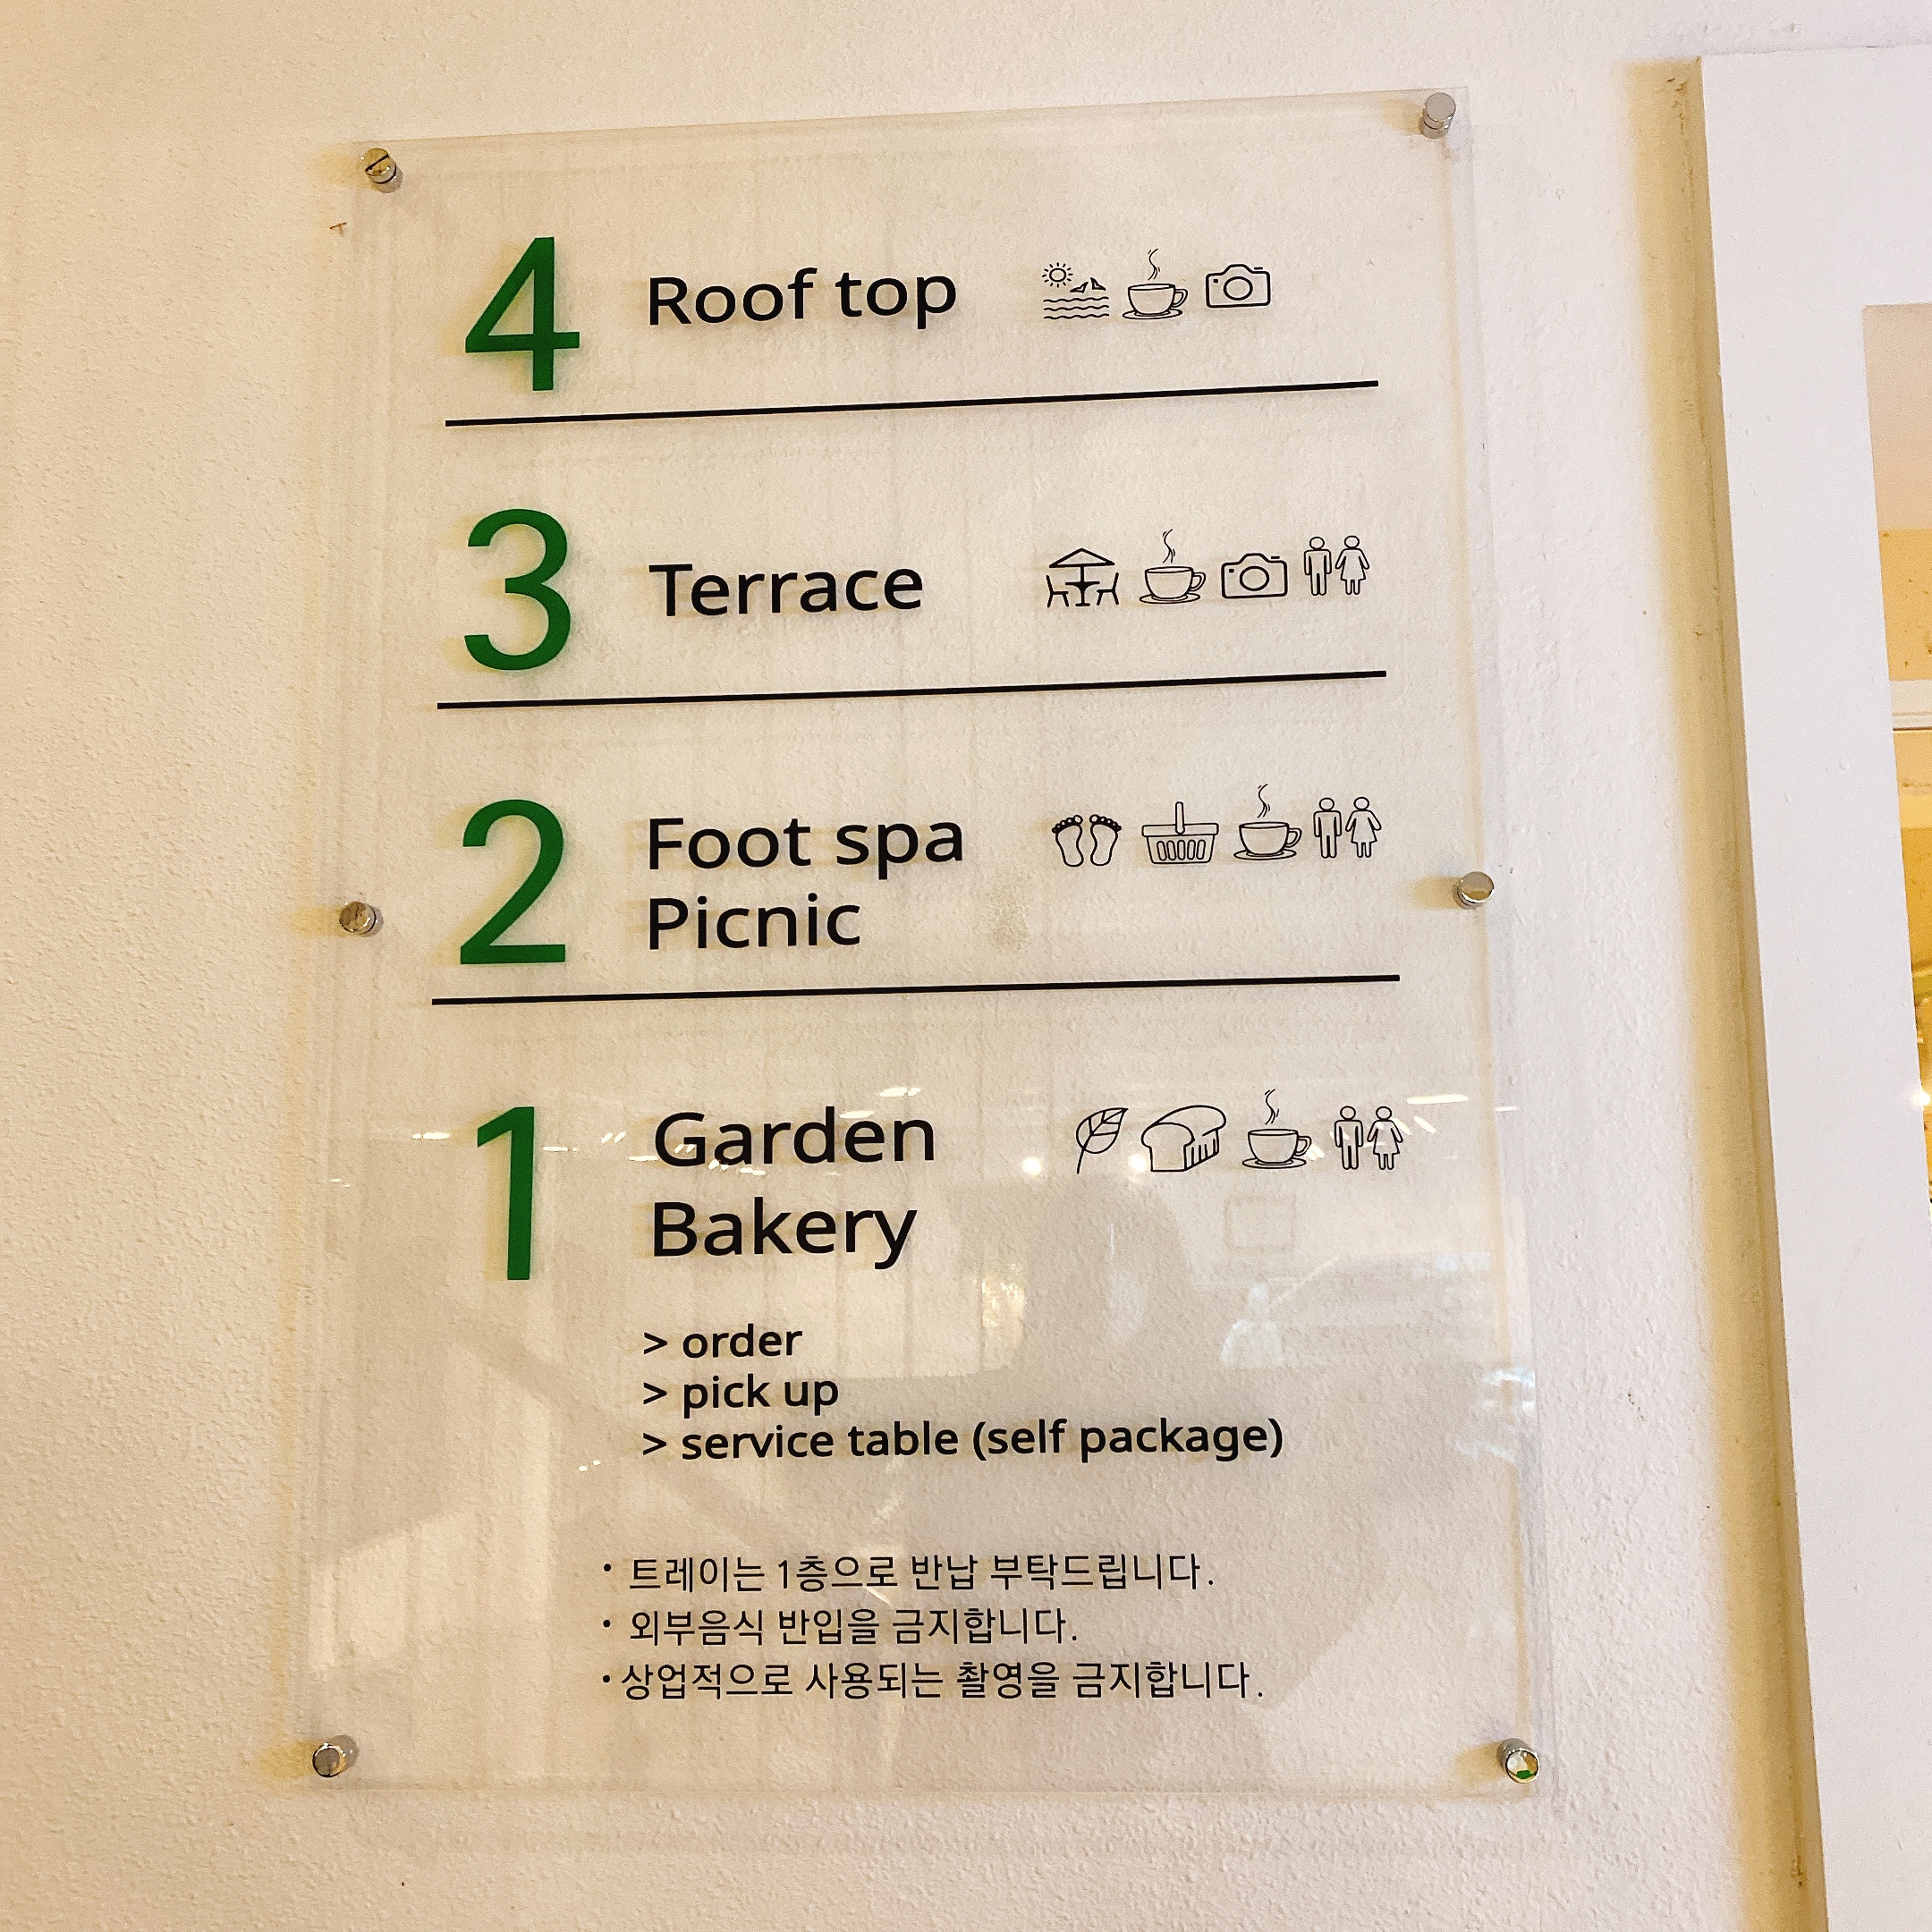 4 Roof top
3 Terrace
2 Foot spa
Picnic
1 Garden
Bakery
> order
> pick up
> service table (self package)
· 트레이는 1층으로 반납 부탁드립니다.
· 외부음식 반입을 금지합니다.
· 상업적으로 사용되는 촬영을 금지합니다.